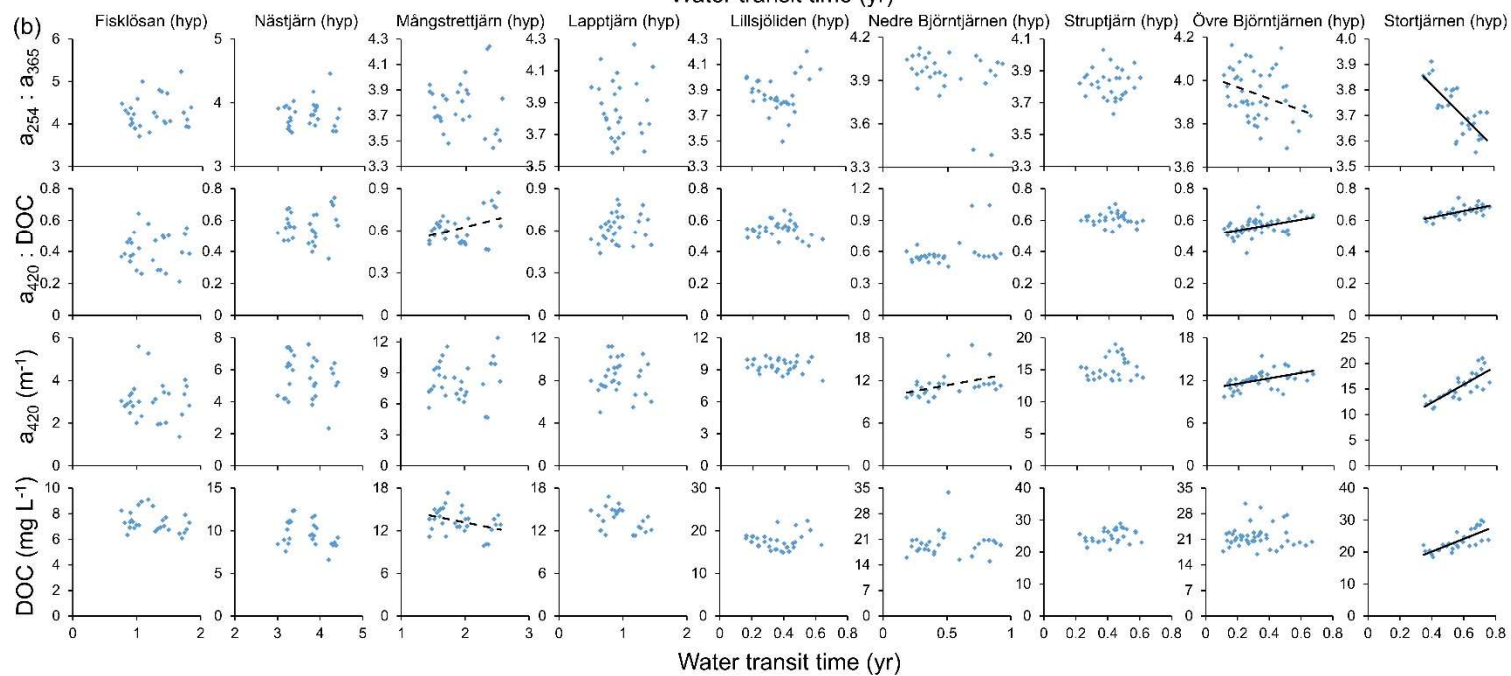 Water transit time (yr)
(b)
Fisklösan (hyp) Nästjärn (hyp) Mångstrettjärn (hyp) Lapptjärn (hyp) Lillsjöliden (hyp) Nedre Björntjärnen (hyp) Struptjärn (hyp) Övre Björntjärnen (hyp) Stortjärnen (hyp)
a254 : a365
6 5 4 3
5 4 3
4.3 4.1 3.9 3.7 3.5 3.3
4.3 4.1 3.9 3.7 3.5
4.3 4.1 3.9 3.7 3.5 3.3
4.2 3.9 3.6 3.3
4.1 3.9 3.7 3.5 3.3
4.2 4.0 3.8 3.6
4.0 3.9 3.8 3.7 3.6 3.5
a420 : DOC
0.8 0.6 0.4 0.2 0
0.8 0.6 0.4 0.2 0
0.9 0.6 0.3 0
0.9 0.6 0.3 0
0.8 0.6 0.4 0.2 0
1.2 0.9 0.6 0.3 0
0.8 0.6 0.4 0.2 0
0.8 0.6 0.4 0.2 0
0.8 0.6 0.4 0.2 0
a420 (m-1)
6 4 2 0
8 6 4 2 0
12 9 6 3 0
12 8 4 0
12 9 6 3 0
18 12 6 0
20 15 10 5 0
18 12 6 0
25 20 15 10 5 0
DOC (mg L-1)
10 8 6 4 2 0
15 10 5 0
18 12 6 0
18 12 6 0
30 20 10 0
35 28 21 14 7 0
40 30 20 10 0
35 28 21 14 7 0
40 30 20 10 0
0 1 2
2 3 4 5
1 2 3
0 1 2
0 0.2 0.4 0.6 0.8
0 0.5 1
0 0.2 0.4 0.6 0.8
0 0.2 0.4 0.6 0.8
0.2 0.4 0.6 0.8
Water transit time (yr)